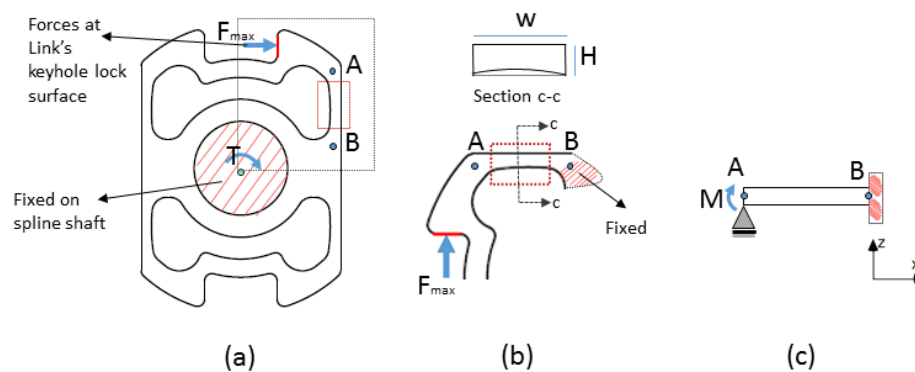 Forces at
Link's
keyhole lock
surface
Fmax
A
B
T
Fixed on
spline shaft
(a)
W
H
Section c-c
c
A
B
c
Fixed
Fmax
(b)
A
B
M
z
x
(c)